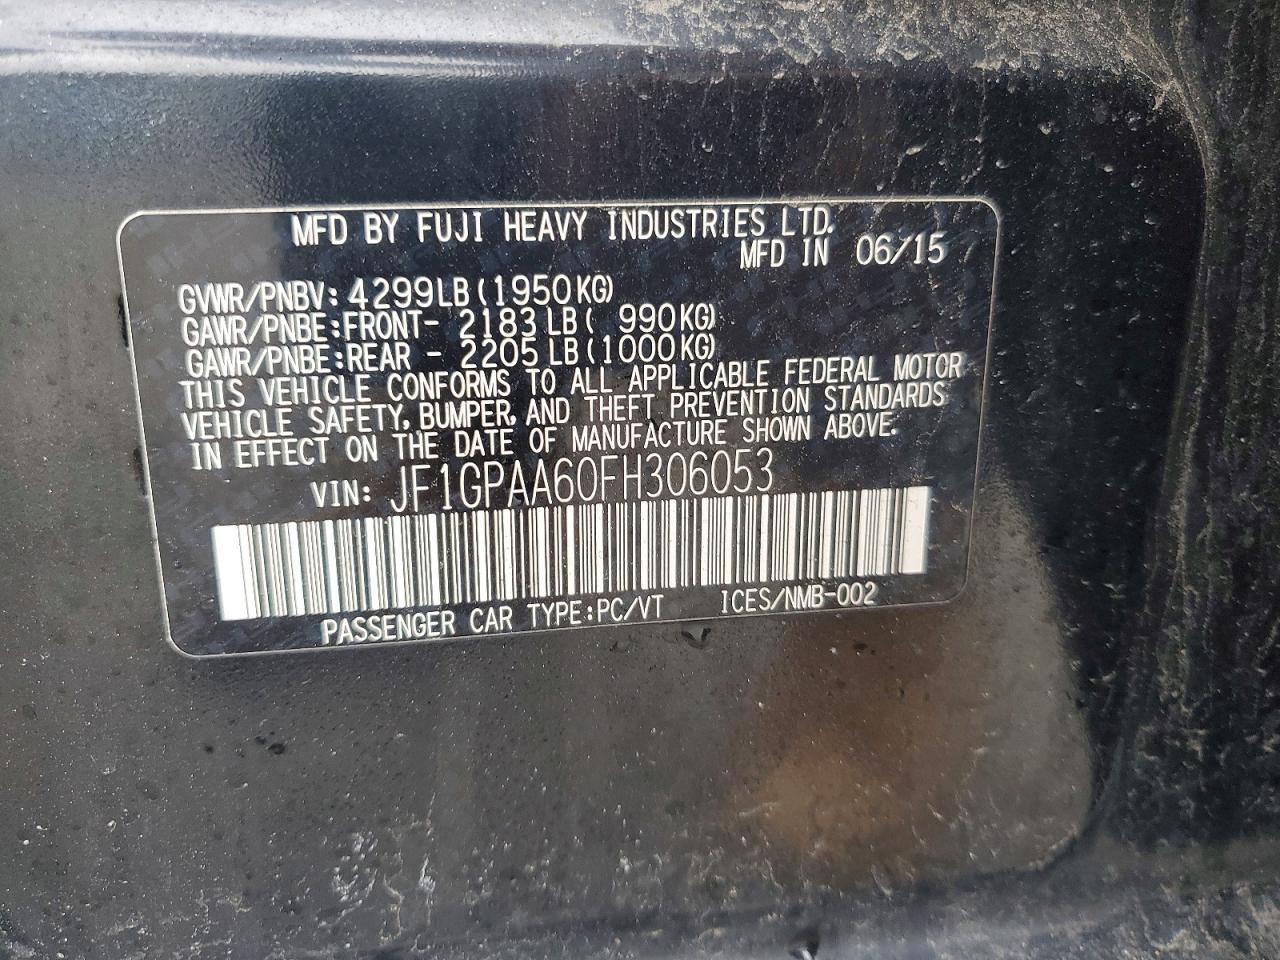 MFD BY FUJI HEAVY INDUSTRIES LTD.
MFD IN 06/15
GVWR/PNBV: 4299LB(1950KG)
GAWR/PNBE:FRONT- 2183LB( 990KG)
GAWR/PNBE:REAR - 2205LB(1000KG)
THIS VEHICLE CONFORMS TO ALL APPLICABLE FEDERAL MOTOR
VEHICLE SAFETY, BUMPER, AND THEFT PREVENTION STANDARDS
IN EFFECT ON THE DATE OF MANUFACTURE SHOWN ABOVE.
VIN: JF1GPAA60FH306053
PASSENGER CAR TYPE:PC/VT ICES/NMB-002